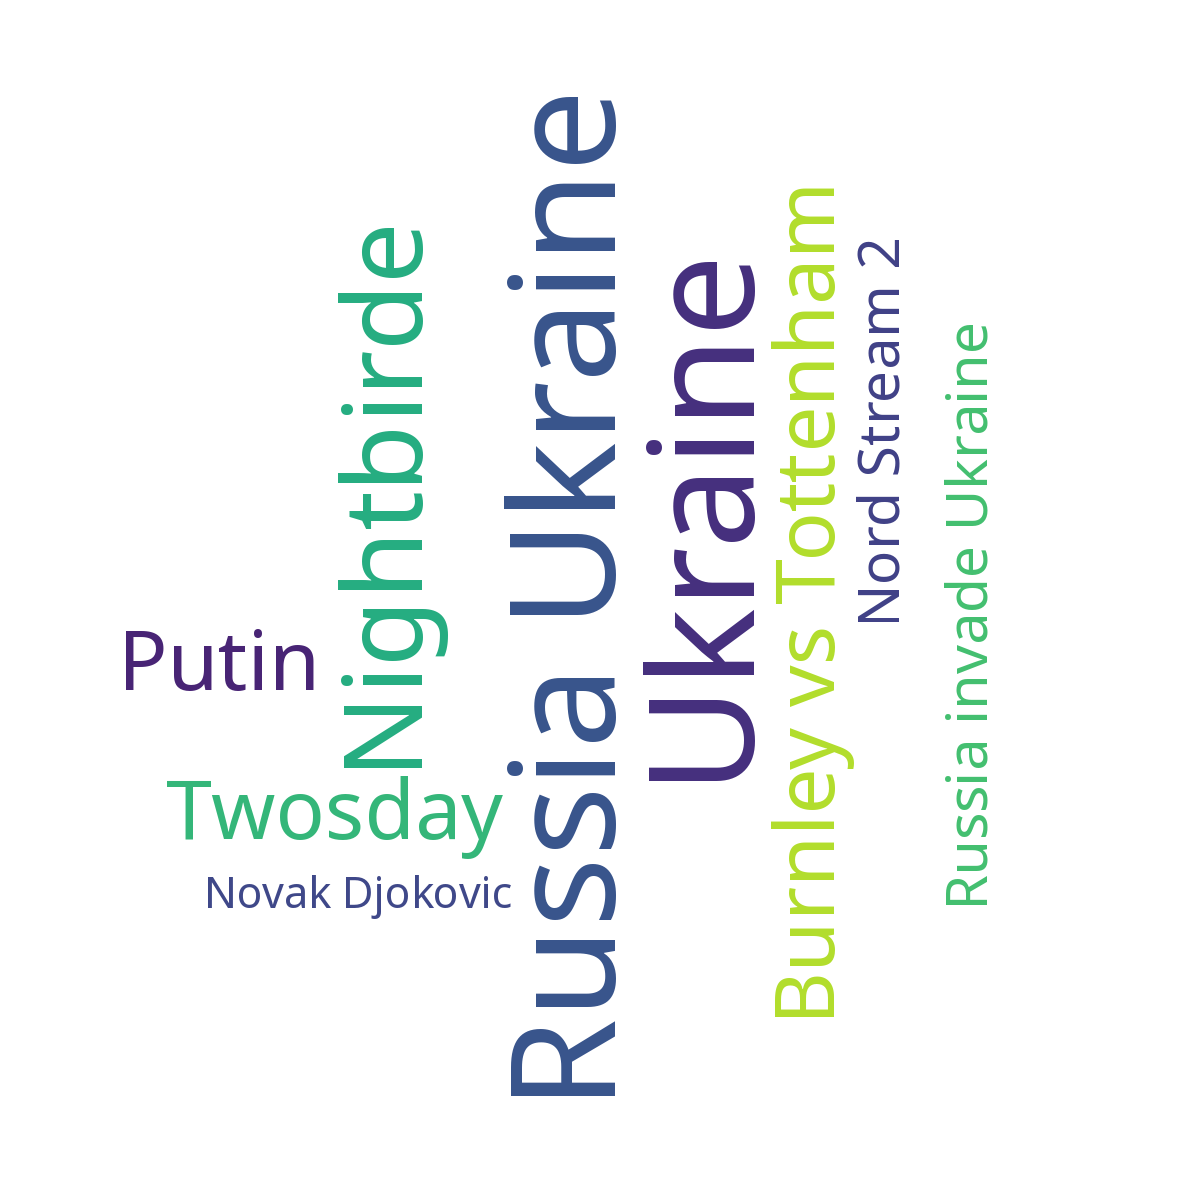 Putin
Twosday
Novak Djokovic
Nightbirde
Russia Ukraine
Ukraine
Burnley vs Tottenham
Nord Stream 2
Russia invade Ukraine